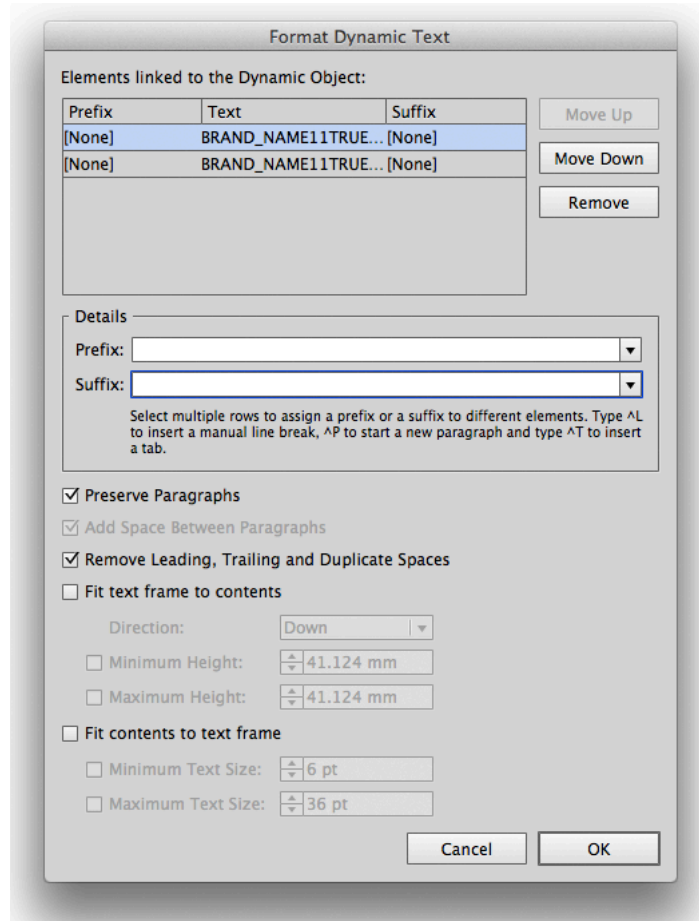 Format Dynamic Text
Elements linked to the Dynamic Object:
Prefix Text Suffix
Move Up
[None] BRAND_NAME11TRUE... [None]
Move Down
[None] BRAND_NAME11TRUE... [None]
Remove
Details
Prefix:
Suffix:
Select multiple rows to assign a prefix or a suffix to different elements. Type ^L
to insert a manual line break, ^P to start a new paragraph and type ^T to insert
a tab.
Preserve Paragraphs
Add Space Between Paragraphs
Remove Leading, Trailing and Duplicate Spaces
Fit text frame to contents
Direction: Down
Minimum Height: 41.124 mm
Maximum Height: 41.124 mm
Fit contents to text frame
Minimum Text Size: 6 pt
Maximum Text Size: 36 pt
Cancel OK